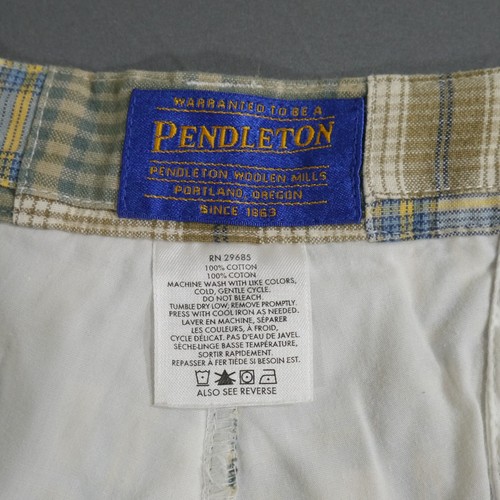 WARRANTED TO BE A
PENDLETON
PENDLETON WOOLEN MILLS
PORTLAND, OREGON
SINCE 1863
RN 29685
100% COTTON
100% COTON
MACHINE WASH WITH LIKE COLORS,
COLD, GENTLE CYCLE.
DO NOT BLEACH.
TUMBLE DRY LOW; REMOVE PROMPTLY.
PRESS WITH COOL IRON AS NEEDED.
LAVER EN MACHINE, SÉPARER
LES COULEURS, À FROID,
CYCLE DÉLICAT. PAS D'EAU DE JAVEL.
SÈCHE-LINGE BASSE TEMPÉRATURE,
SORTIR RAPIDEMENT.
REPASSER À FER TIÈDE SI BESOIN EST.
ALSO SEE REVERSE